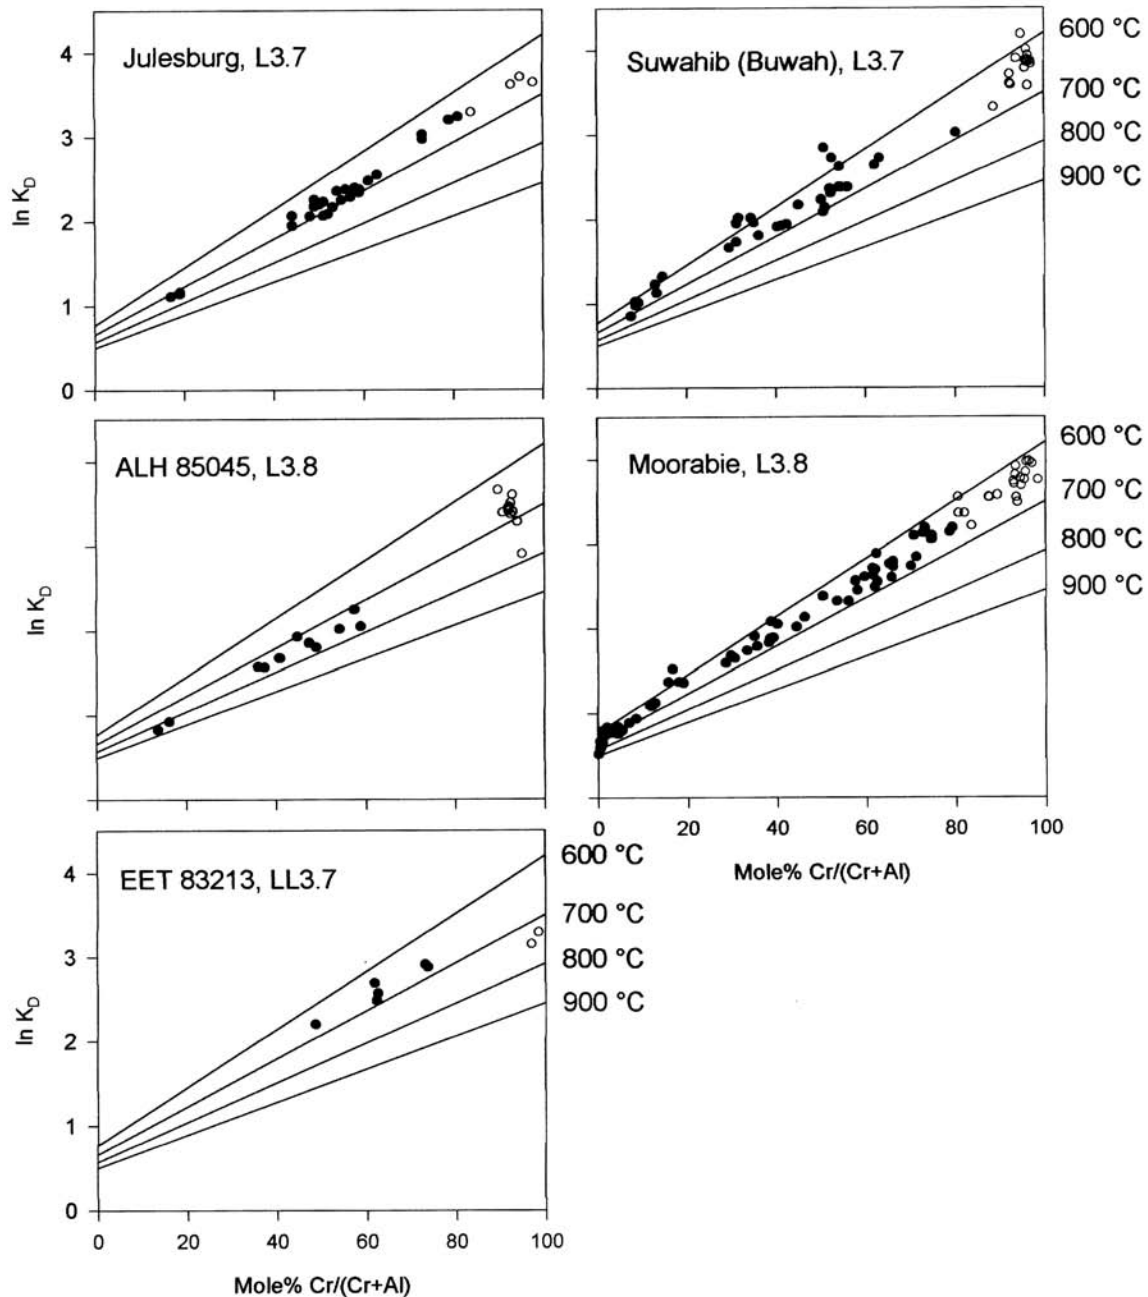 Julesburg, L3.7
ln K_D
4
3
2
1
0
Suwahib (Buwah), L3.7
600 °C
700 °C
800 °C
900 °C
ALH 85045, L3.8
ln K_D
Moorabie, L3.8
600 °C
700 °C
800 °C
900 °C
0 20 40 60 80 100
Mole% Cr/(Cr+Al)
EET 83213, LL3.7
600 °C
700 °C
800 °C
900 °C
ln K_D
4
3
2
1
0
0 20 40 60 80 100
Mole% Cr/(Cr+Al)